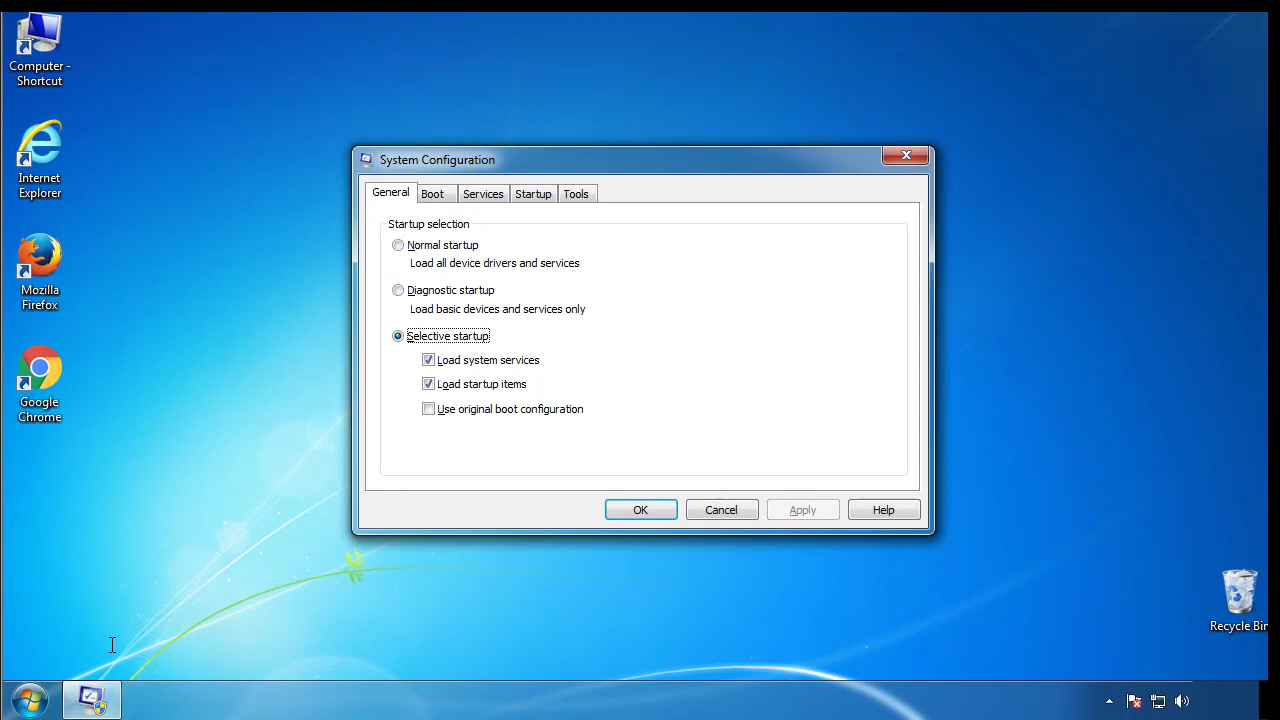 Computer -
Shortcut
Internet
Explorer
Mozilla
Firefox
Google
Chrome
System Configuration
General Boot Services Startup Tools
Startup selection
Normal startup
Load all device drivers and services
Diagnostic startup
Load basic devices and services only
Selective startup
Load system services
Load startup items
Use original boot configuration
OK Cancel Apply Help
Recycle Bin